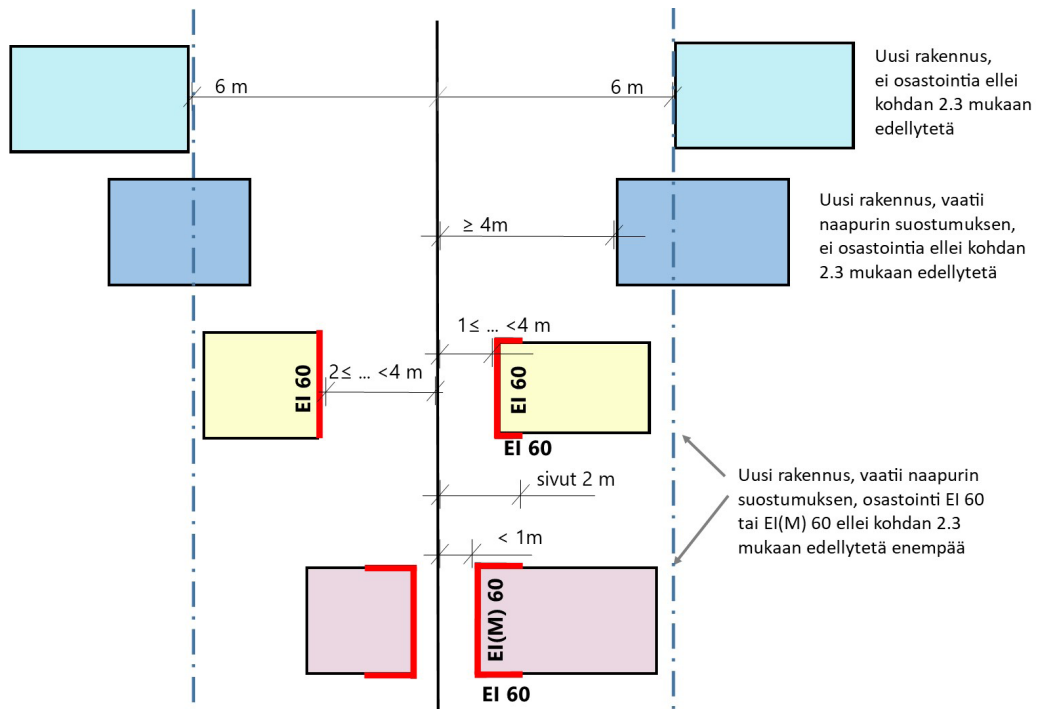 Uusi rakennus,
ei osastointia ellei
kohdan 2.3 mukaan
edellytetä
6 m
6 m
Uusi rakennus, vaatii
naapurin suostumuksen,
ei osastointia ellei kohdan
2.3 mukaan edellytetä
≥ 4m
1≤ ... <4 m
2≤ ... <4 m
EI 60
EI 60
EI 60
sivut 2 m
Uusi rakennus, vaatii naapurin
suostumuksen, osastointi EI 60
tai EI(M) 60 ellei kohdan 2.3
mukaan edellytetä enempää
< 1m
EI(M) 60
EI 60